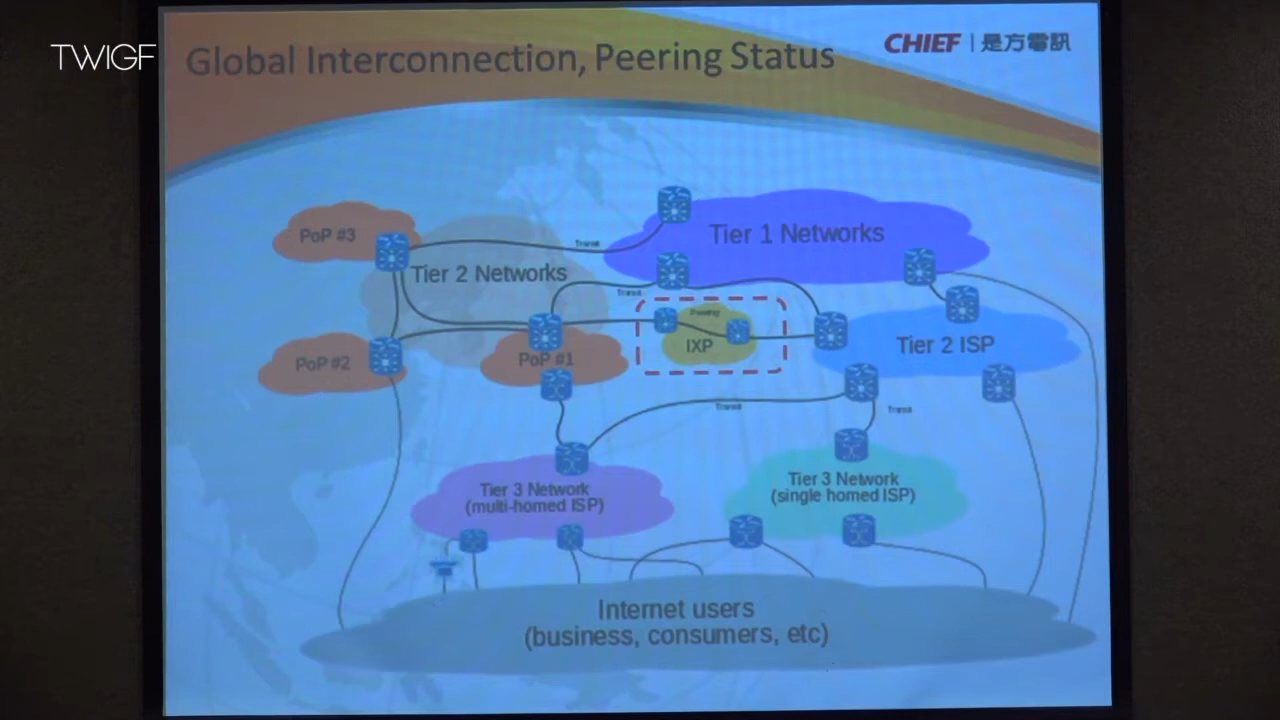 TWIGF
Global Interconnection, Peering Status
CHIEF | 是方電訊
PoP #3
Tier 1 Networks
Transit
Tier 2 Networks
Transit
Peering
IXP
Tier 2 ISP
PoP #2
PoP #1
Transit
Transit
Tier 3 Network
(multi-homed ISP)
Tier 3 Network
(single homed ISP)
Internet users
(business, consumers, etc)